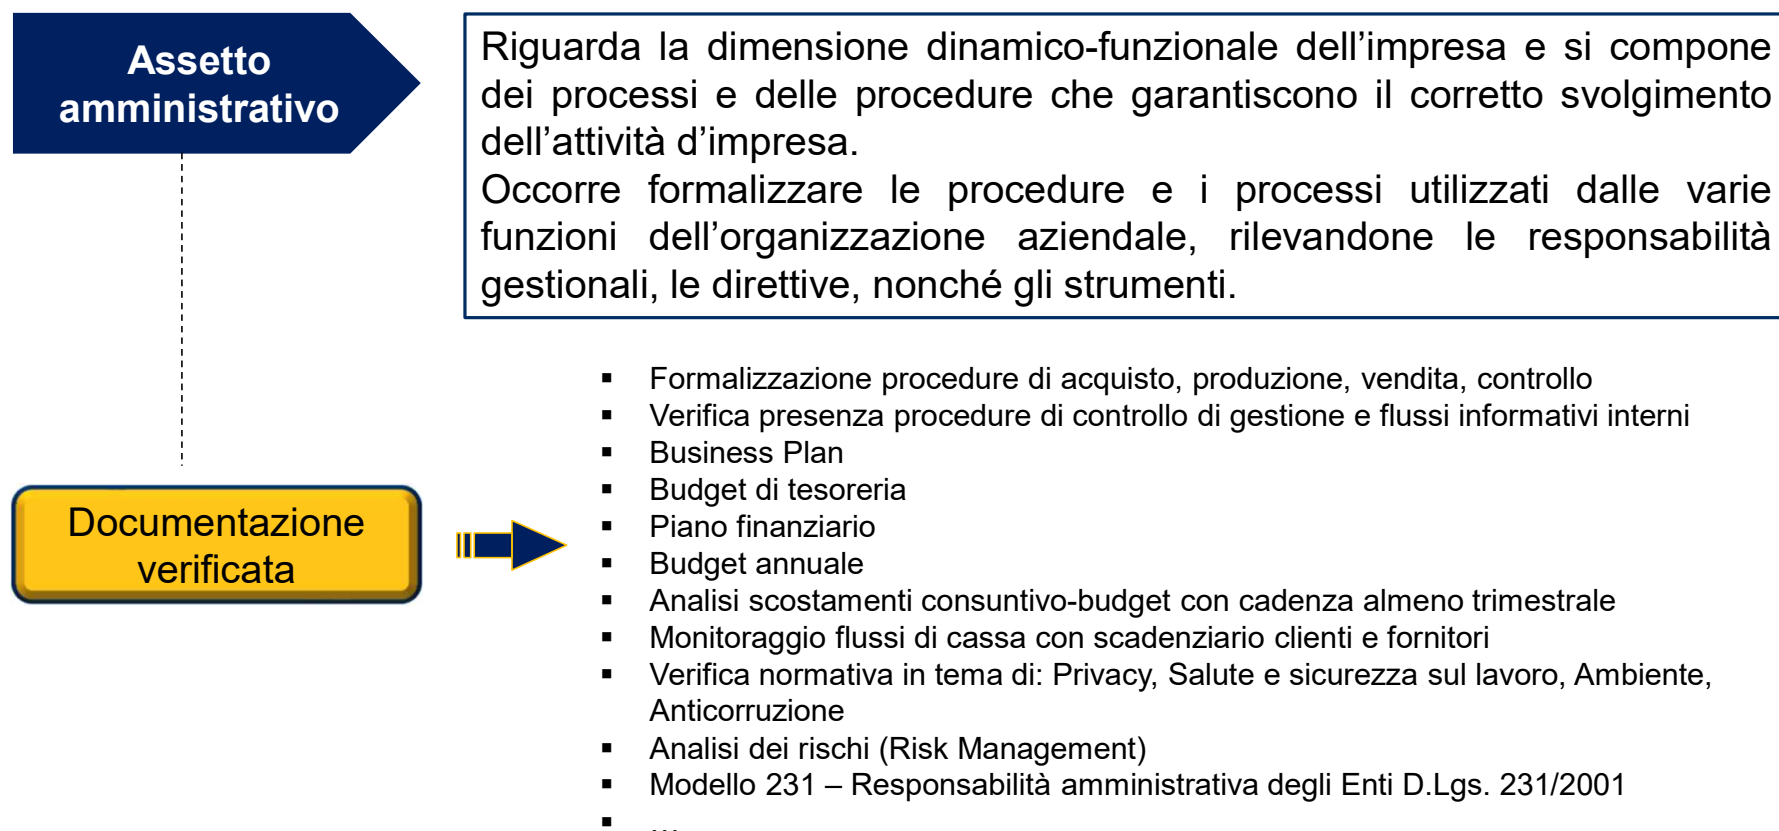 Assetto
amministrativo
Riguarda la dimensione dinamico-funzionale dell’impresa e si compone
dei processi e delle procedure che garantiscono il corretto svolgimento
dell’attività d’impresa.
Occorre formalizzare le procedure e i processi utilizzati dalle varie
funzioni dell’organizzazione aziendale, rilevandone le responsabilità
gestionali, le direttive, nonché gli strumenti.
Documentazione
verificata
▪ Formalizzazione procedure di acquisto, produzione, vendita, controllo
▪ Verifica presenza procedure di controllo di gestione e flussi informativi interni
▪ Business Plan
▪ Budget di tesoreria
▪ Piano finanziario
▪ Budget annuale
▪ Analisi scostamenti consuntivo-budget con cadenza almeno trimestrale
▪ Monitoraggio flussi di cassa con scadenziario clienti e fornitori
▪ Verifica normativa in tema di: Privacy, Salute e sicurezza sul lavoro, Ambiente,
Anticorruzione
▪ Analisi dei rischi (Risk Management)
▪ Modello 231 – Responsabilità amministrativa degli Enti D.Lgs. 231/2001
▪ ...